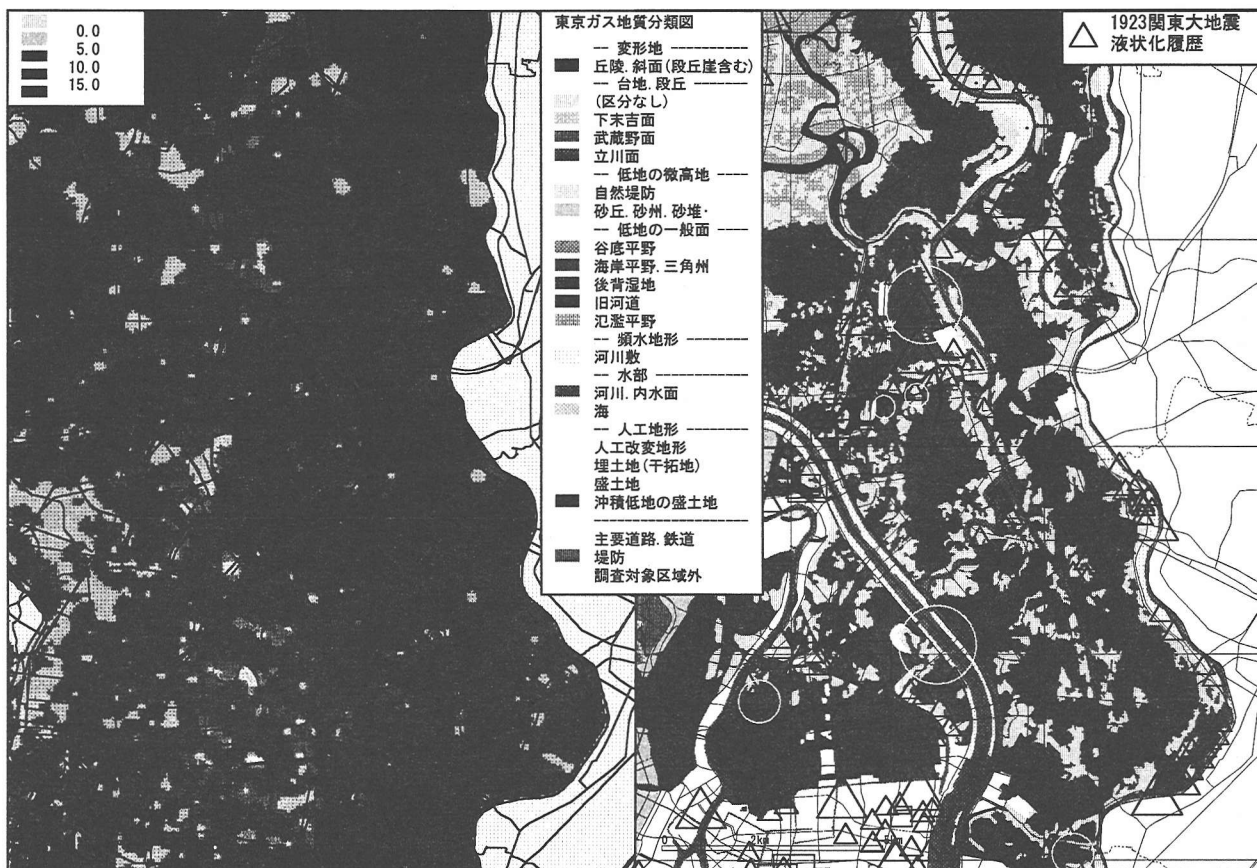 0.0
5.0
10.0
15.0
東京ガス地質分類図
-- 変形地 ----------
丘陵.斜面(段丘崖含む)
-- 台地.段丘 -------
(区分なし)
下末吉面
武蔵野面
立川面
-- 低地の微高地 ----
自然堤防
砂丘.砂州.砂堆・
-- 低地の一般面 ----
谷底平野
海岸平野.三角州
後背湿地
旧河道
氾濫平野
-- 頻水地形 --------
河川敷
-- 水部 ------------
河川.内水面
海
-- 人工地形 --------
人工改変地形
埋土地(干拓地)
盛土地
沖積低地の盛土地
--------------------
主要道路.鉄道
堤防
調査対象区域外
1923関東大地震
液状化履歴
0